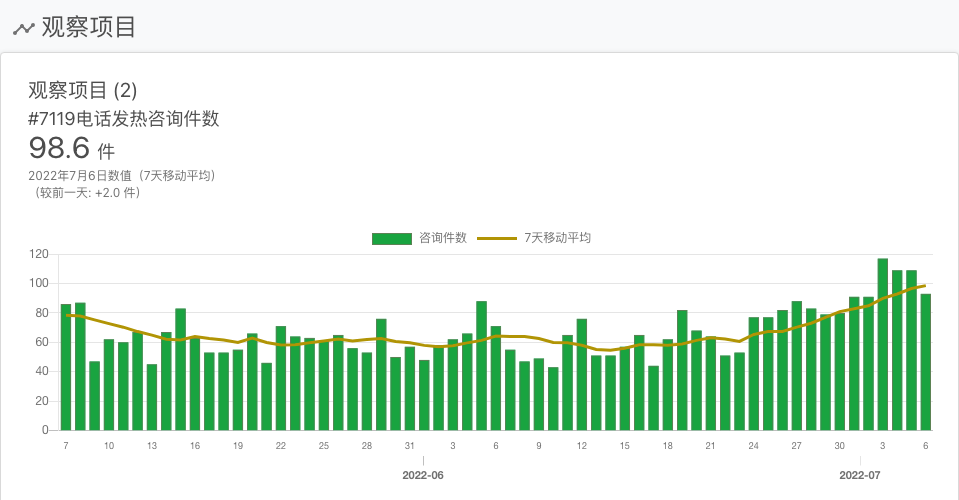 观察项目
观察项目 (2)
#7119电话发热咨询件数
98.6 件
2022年7月6日数值（7天移动平均）
（较前一天: +2.0 件）
咨询件数 7天移动平均
120
100
80
60
40
20
0
7 10 13 16 19 22 25 28 31 3 6 9 12 15 18 21 24 27 30 3 6
2022-06 2022-07